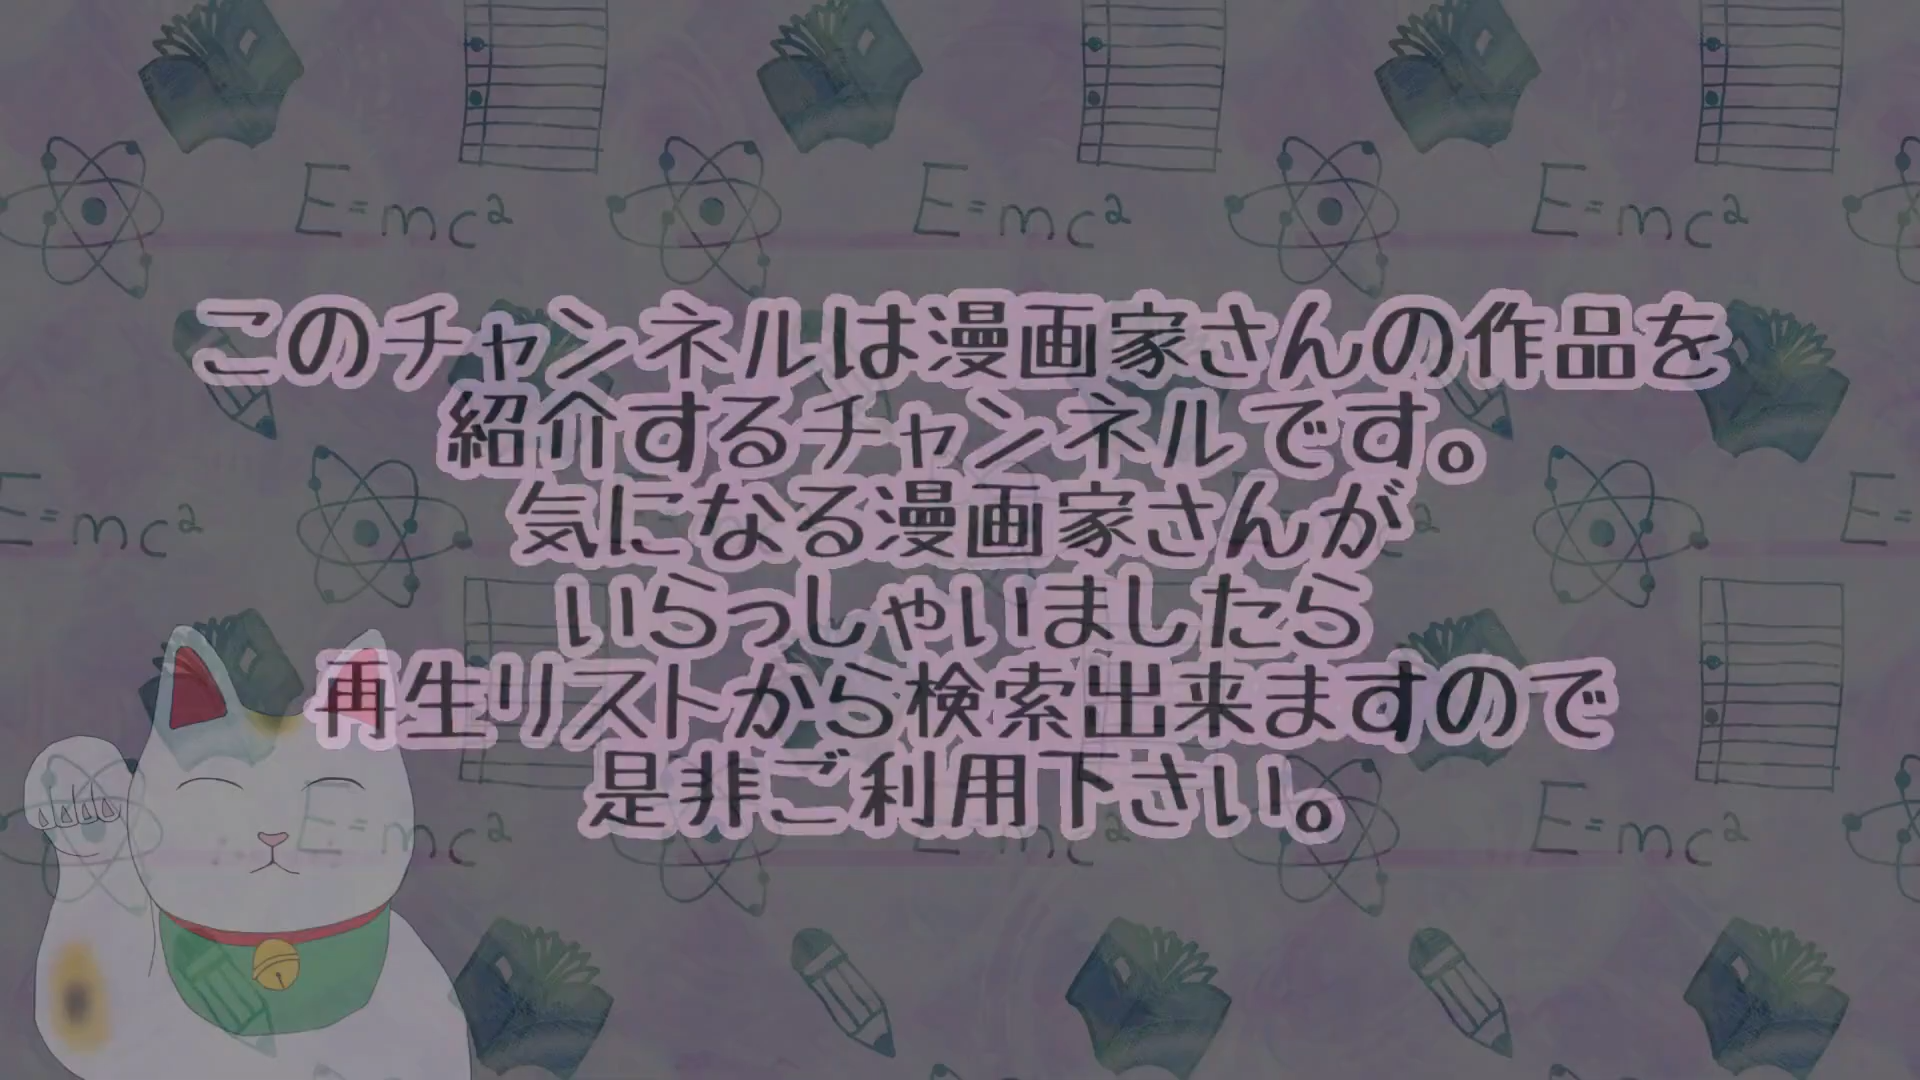 E=mc²
E=mc²
E=mc²
このチャンネルは漫画家さんの作品を
紹介するチャンネルです。
気になる漫画家さんが
いらっしゃいましたら
再生リストから検索出来ますので
是非ご利用下さい。
E=mc²
E=
E=mc²
E=mc²
E=mc²